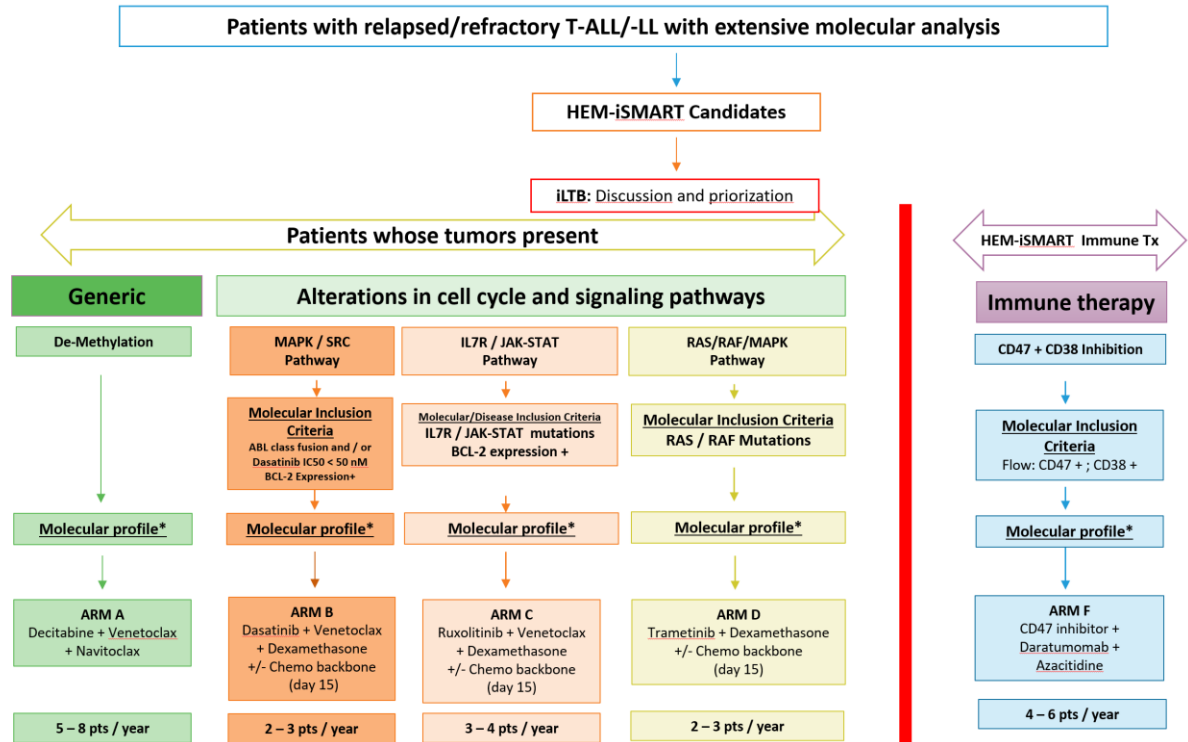 Patients with relapsed/refractory T-ALL/-LL with extensive molecular analysis
HEM-iSMART Candidates
iLTB: Discussion and priorization
Patients whose tumors present
HEM-iSMART Immune Tx
Generic
Alterations in cell cycle and signaling pathways
Immune therapy
De-Methylation
MAPK / SRC
Pathway
IL7R / JAK-STAT
Pathway
RAS/RAF/MAPK
Pathway
CD47 + CD38 Inhibition
Molecular Inclusion
Criteria
ABL class fusion and / or
Dasatinib IC50 < 50 nM
BCL-2 Expression+
Molecular/Disease Inclusion Criteria
IL7R / JAK-STAT mutations
BCL-2 expression +
Molecular Inclusion Criteria
RAS / RAF Mutations
Molecular Inclusion
Criteria
Flow: CD47 + ; CD38 +
Molecular profile*
Molecular profile*
Molecular profile*
Molecular profile*
Molecular profile*
ARM A
Decitabine + Venetoclax
+ Navitoclax
ARM B
Dasatinib + Venetoclax
+ Dexamethasone
+/- Chemo backbone
(day 15)
ARM C
Ruxolitinib + Venetoclax
+ Dexamethasone
+/- Chemo backbone
(day 15)
ARM D
Trametinib + Dexamethasone
+/- Chemo backbone
(day 15)
ARM F
CD47 inhibitor +
Daratumomab +
Azacitidine
5 – 8 pts / year
2 – 3 pts / year
3 – 4 pts / year
2 – 3 pts / year
4 – 6 pts / year